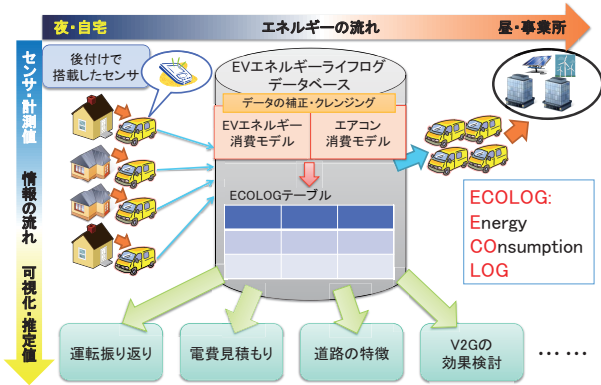 夜・自宅
エネルギーの流れ
昼・事業所
センサ・計測値
情報の流れ
可視化・推定値
後付けで
搭載したセンサ
EVエネルギーライフログ
データベース
データの補正・クレンジング
EVエネルギー
消費モデル
エアコン
消費モデル
ECOLOGテーブル
ECOLOG:
Energy
COnsumption
LOG
運転振り返り
電費見積もり
道路の特徴
V2Gの
効果検討
……